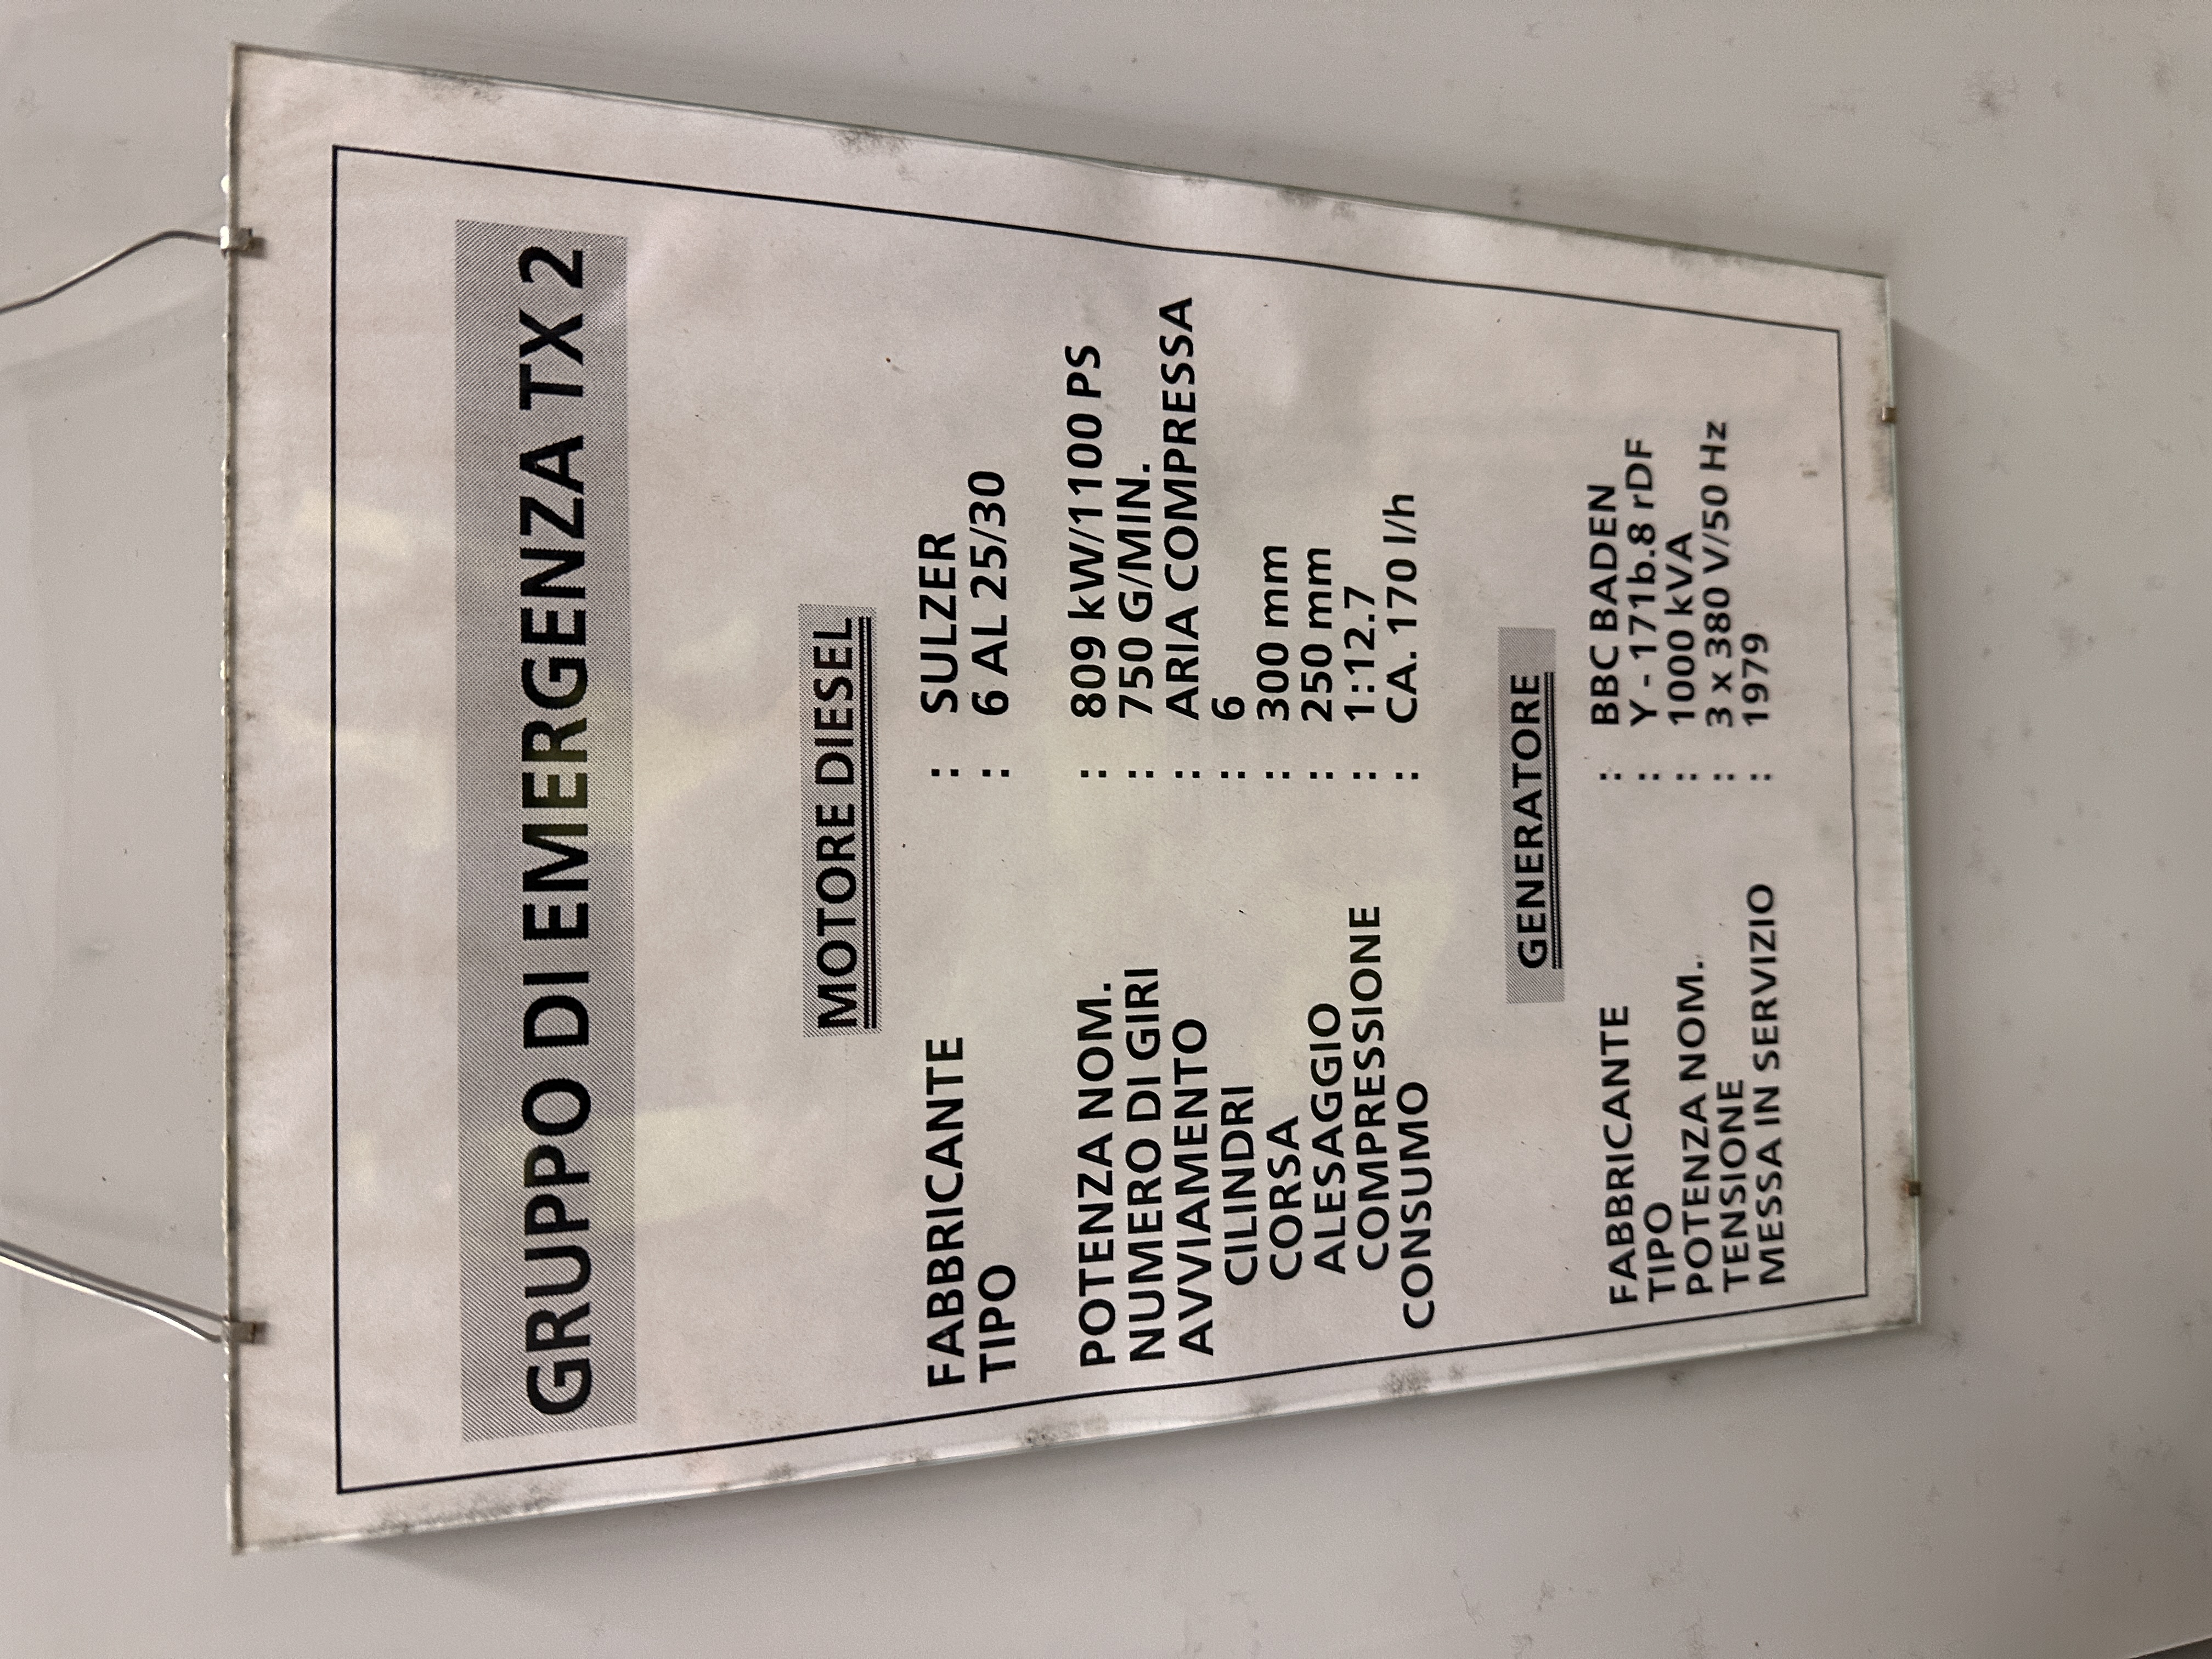 GRUPPO DI EMERGENZA TX 2
MOTORE DIESEL
FABBRICANTE : SULZER
TIPO : 6 AL 25/30
POTENZA NOM. : 809 kW/1100 PS
NUMERO DI GIRI : 750 G/MIN.
AVVIAMENTO : ARIA COMPRESSA
CILINDRI : 6
CORSA : 300 mm
ALESAGGIO : 250 mm
COMPRESSIONE : 1:12.7
CONSUMO : CA. 170 l/h
GENERATORE
FABBRICANTE : BBC BADEN
TIPO : Y - 171b.8 rDF
POTENZA NOM. : 1000 kVA
TENSIONE : 3 x 380 V/50 Hz
MESSA IN SERVIZIO : 1979